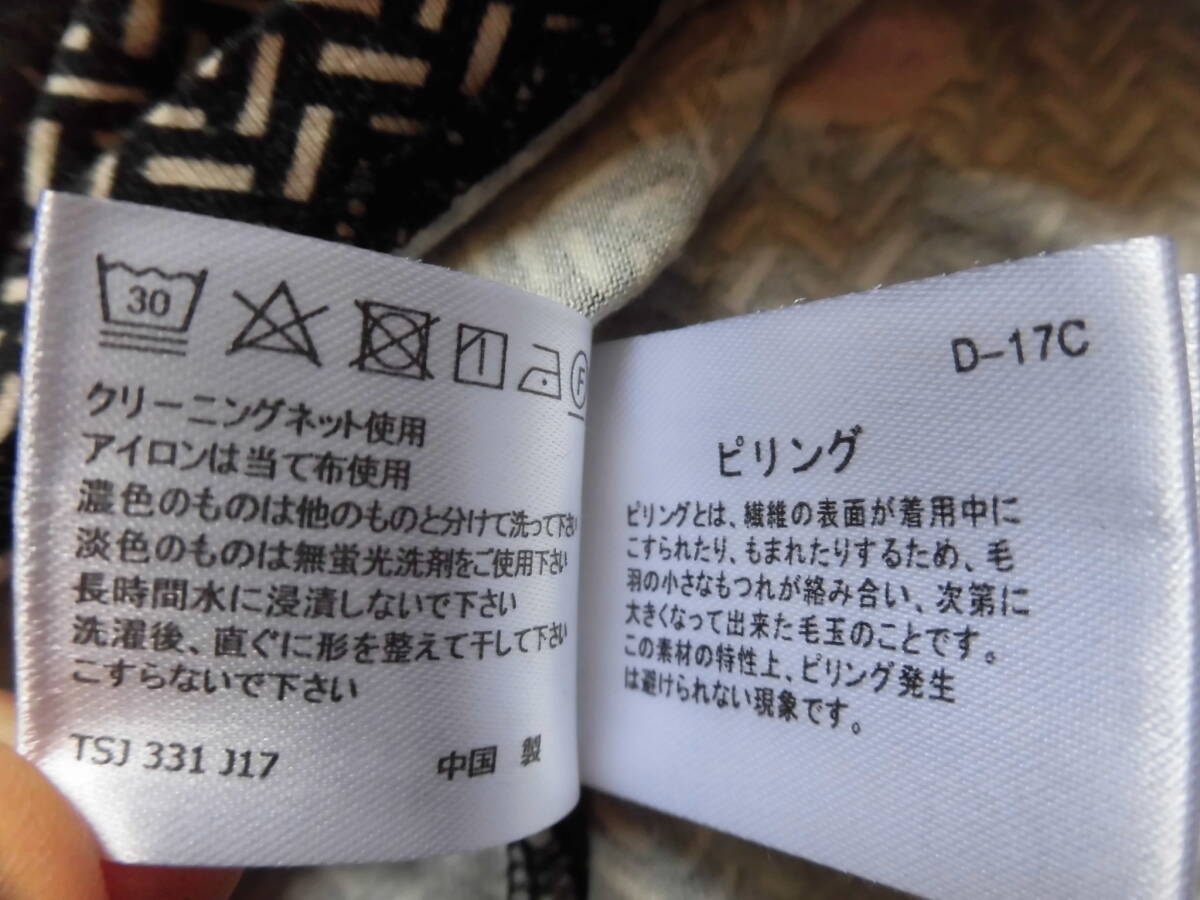 30
F
クリーニングネット使用
アイロンは当て布使用
濃色のものは他のものと分けて洗って下さい
淡色のものは無蛍光洗剤をご使用下さい
長時間水に浸漬しないで下さい
洗濯後、直ぐに形を整えて干して下さい
こすらないで下さい
TSJ 331 J17
中国 製
D-17C
ピリング
ピリングとは、繊維の表面が着用中に
こすられたり、もまれたりするため、毛
羽の小さなもつれが絡み合い、次第に
大きくなって出来た毛玉のことです。
この素材の特性上、ピリング発生
は避けられない現象です。